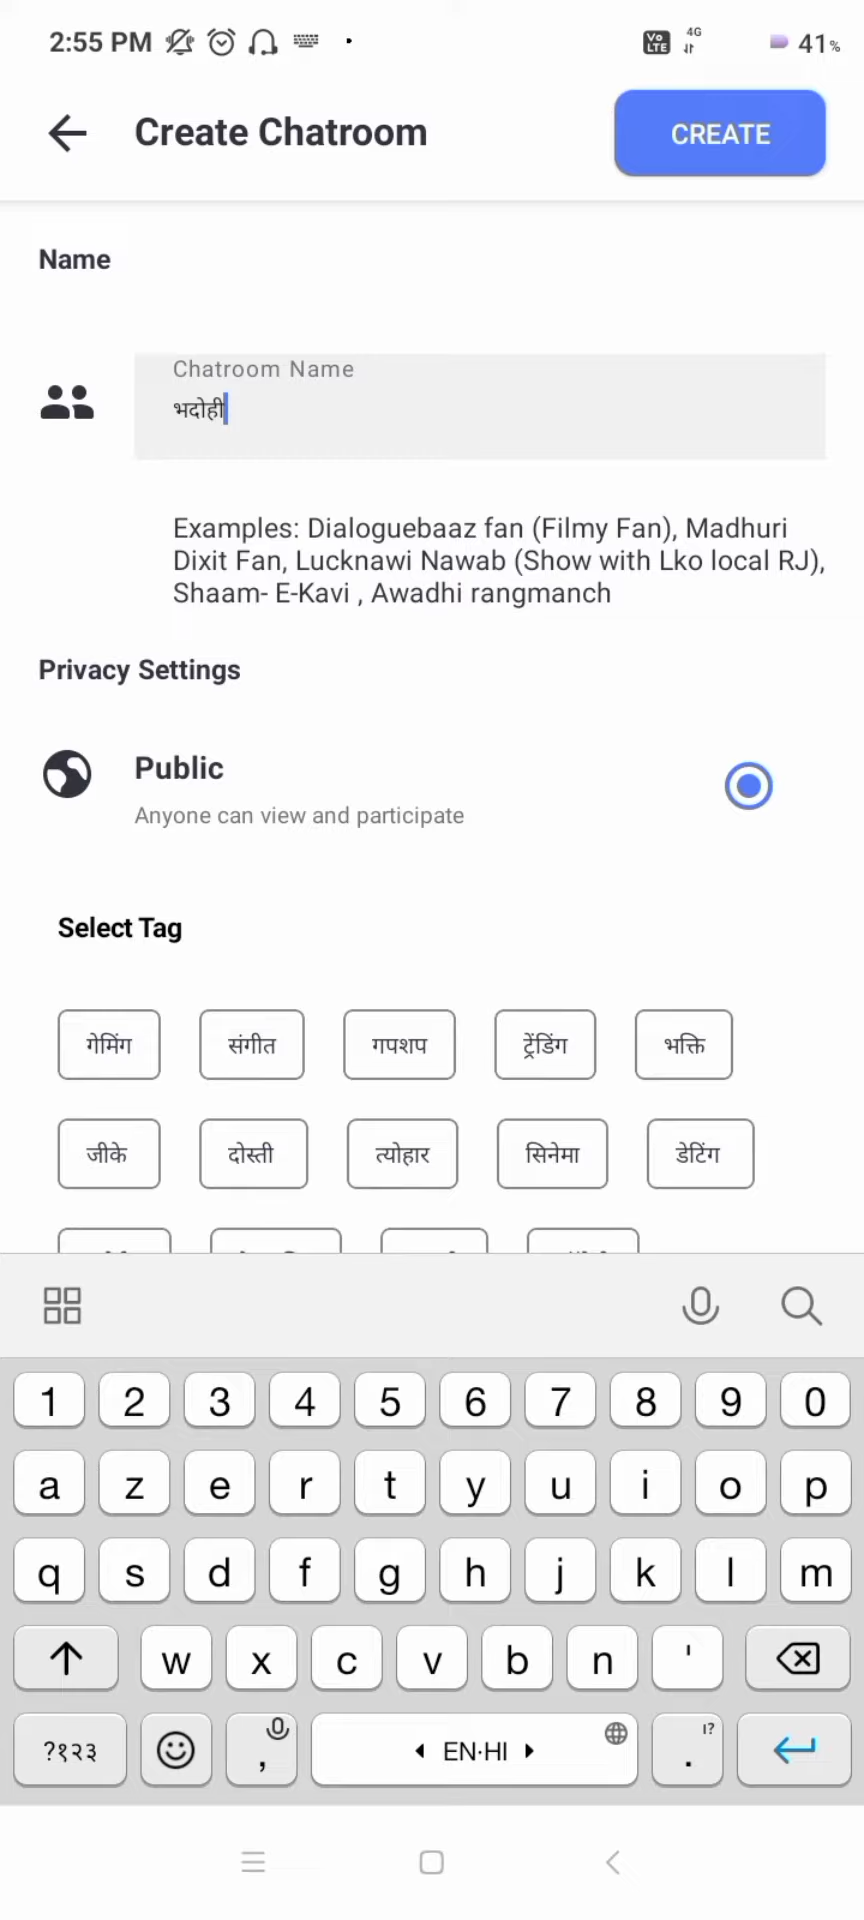 2:55 PM
VoLTE 4G 41%
Create Chatroom
CREATE
Name
Chatroom Name
भदोही
Examples: Dialoguebaaz fan (Filmy Fan), Madhuri
Dixit Fan, Lucknawi Nawab (Show with Lko local RJ),
Shaam- E-Kavi , Awadhi rangmanch
Privacy Settings
Public
Anyone can view and participate
Select Tag
गेमिंग संगीत गपशप ट्रेंडिंग भक्ति
जीके दोस्ती त्योहार सिनेमा डेटिंग
1 2 3 4 5 6 7 8 9 0
a z e r t y u i o p
q s d f g h j k l m
w x c v b n '
?१२३ , EN·HI . !?